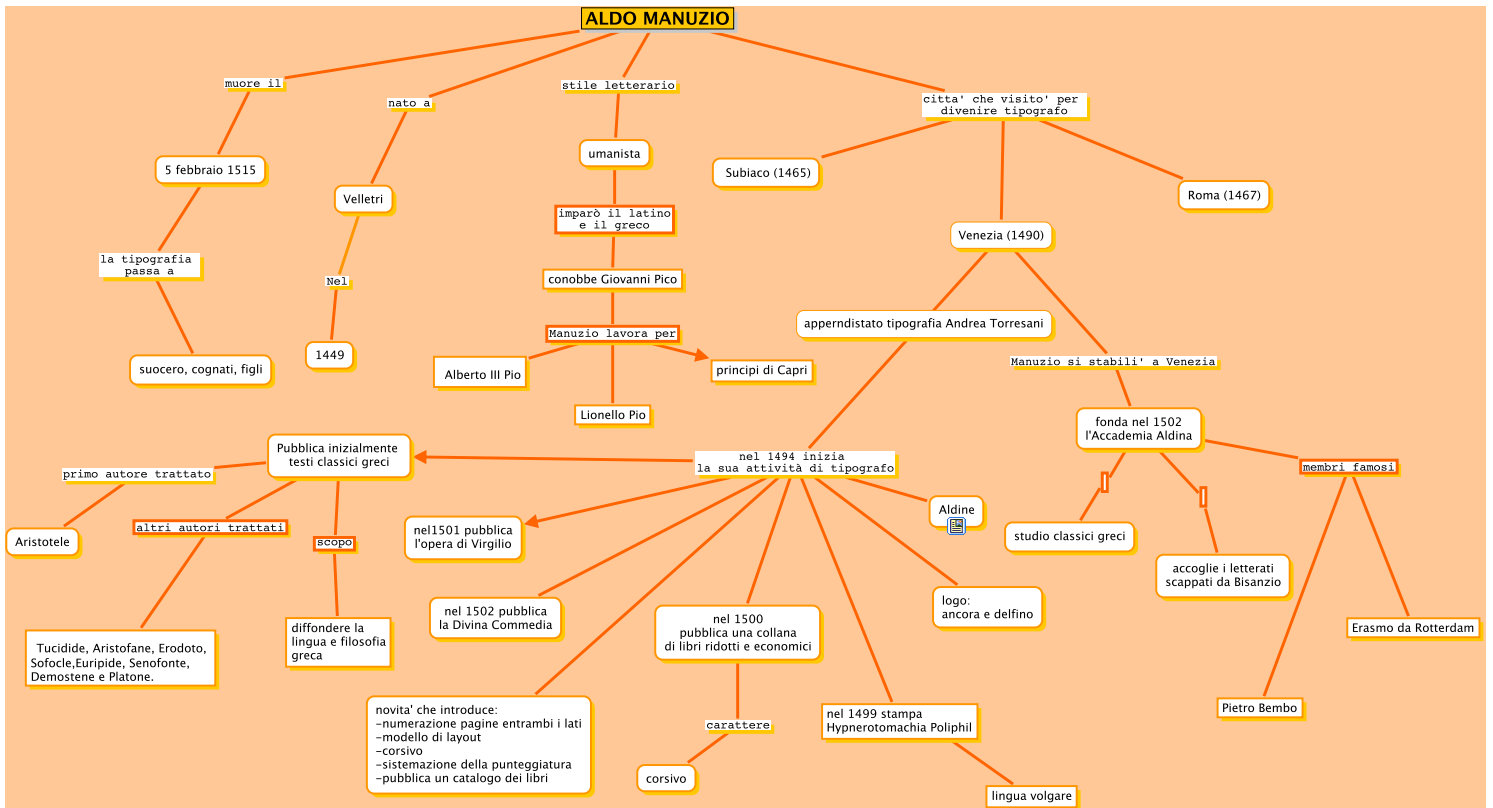 ALDO MANUZIO
muore il
5 febbraio 1515
la tipografia
passa a
suocero, cognati, figli
nato a
Velletri
Nel
1449
stile letterario
umanista
imparò il latino
e il greco
conobbe Giovanni Pico
Manuzio lavora per
Alberto III Pio
Lionello Pio
principi di Capri
citta' che visito' per
divenire tipografo
Subiaco (1465)
Venezia (1490)
Roma (1467)
apperndistato tipografia Andrea Torresani
Manuzio si stabili' a Venezia
fonda nel 1502
l'Accademia Aldina
membri famosi
studio classici greci
accoglie i letterati
scappati da Bisanzio
Pietro Bembo
Erasmo da Rotterdam
nel 1494 inizia
la sua attività di tipografo
Pubblica inizialmente
testi classici greci
primo autore trattato
Aristotele
altri autori trattati
Tucidide, Aristofane, Erodoto,
Sofocle,Euripide, Senofonte,
Demostene e Platone.
scopo
diffondere la
lingua e filosofia
greca
nel1501 pubblica
l'opera di Virgilio
nel 1502 pubblica
la Divina Commedia
novita' che introduce:
-numerazione pagine entrambi i lati
-modello di layout
-corsivo
-sistemazione della punteggiatura
-pubblica un catalogo dei libri
nel 1500
pubblica una collana
di libri ridotti e economici
carattere
corsivo
nel 1499 stampa
Hypnerotomachia Poliphil
lingua volgare
logo:
ancora e delfino
Aldine